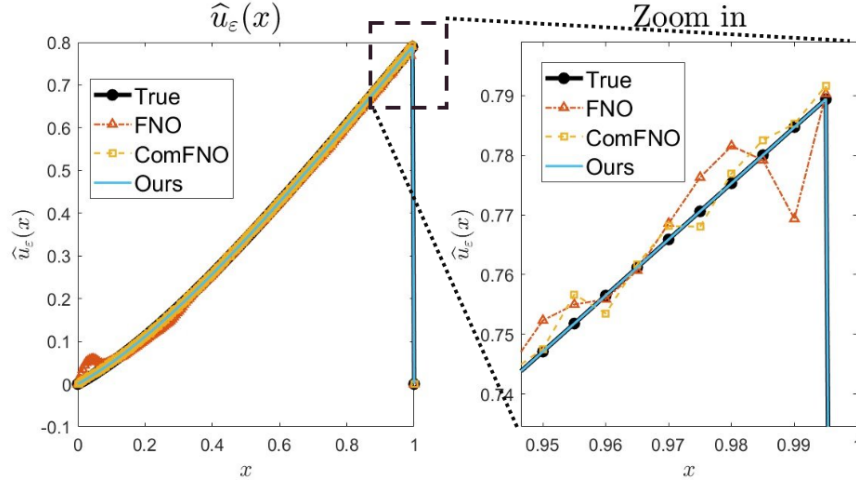 û_ε(x)
Zoom in
0.8
0.7
0.6
0.5
0.4
0.3
0.2
0.1
0
-0.1
û_ε(x)
True
FNO
ComFNO
Ours
0 0.2 0.4 0.6 0.8 1
x
0.79
0.78
0.77
0.76
0.75
0.74
û_ε(x)
True
FNO
ComFNO
Ours
0.95 0.96 0.97 0.98 0.99 1
x